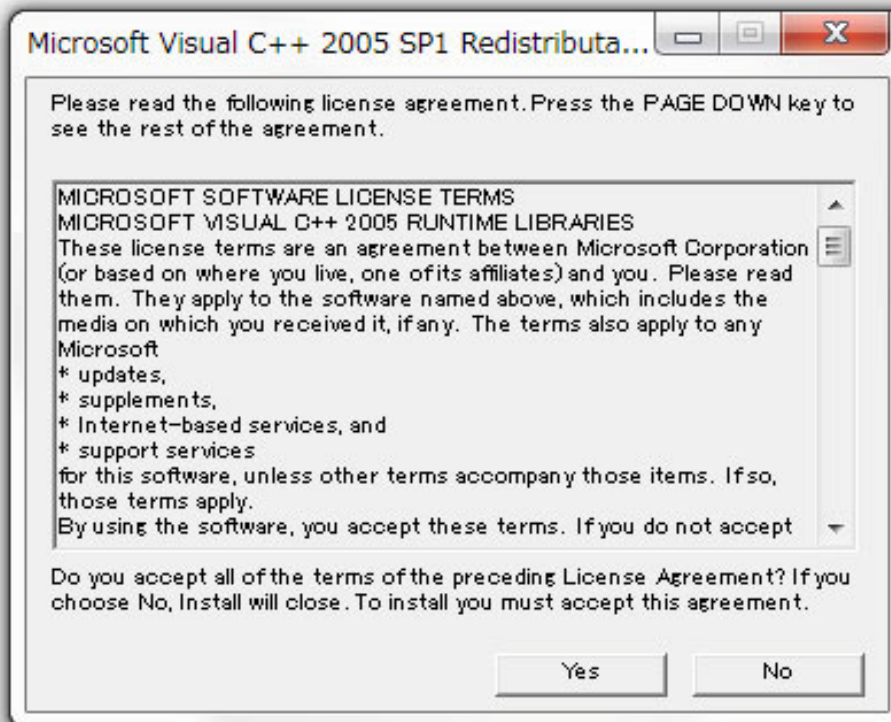 Microsoft Visual C++ 2005 SP1 Redistributa...
Please read the following license agreement. Press the PAGE DOWN key to
see the rest of the agreement.
MICROSOFT SOFTWARE LICENSE TERMS
MICROSOFT VISUAL C++ 2005 RUNTIME LIBRARIES
These license terms are an agreement between Microsoft Corporation
(or based on where you live, one of its affiliates) and you. Please read
them. They apply to the software named above, which includes the
media on which you received it, if any. The terms also apply to any
Microsoft
* updates,
* supplements,
* Internet-based services, and
* support services
for this software, unless other terms accompany those items. If so,
those terms apply.
By using the software, you accept these terms. If you do not accept
Do you accept all of the terms of the preceding License Agreement? If you
choose No, Install will close. To install you must accept this agreement.
Yes
No